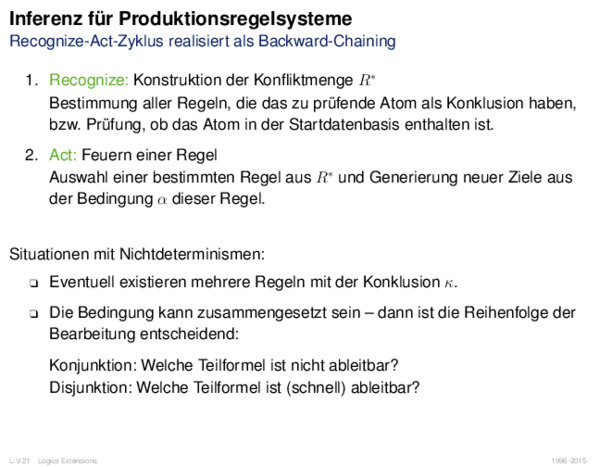 Inferenz für Produktionsregelsysteme
Recognize-Act-Zyklus realisiert als Backward-Chaining
1. Recognize: Konstruktion der Konfliktmenge R*
Bestimmung aller Regeln, die das zu prüfende Atom als Konklusion haben,
bzw. Prüfung, ob das Atom in der Startdatenbasis enthalten ist.
2. Act: Feuern einer Regel
Auswahl einer bestimmten Regel aus R* und Generierung neuer Ziele aus
der Bedingung α dieser Regel.
Situationen mit Nichtdeterminismen:
❑ Eventuell existieren mehrere Regeln mit der Konklusion κ.
❑ Die Bedingung kann zusammengesetzt sein – dann ist die Reihenfolge der
Bearbeitung entscheidend:
Konjunktion: Welche Teilformel ist nicht ableitbar?
Disjunktion: Welche Teilformel ist (schnell) ableitbar?
L:V-21 Logics Extensions
1996-2015